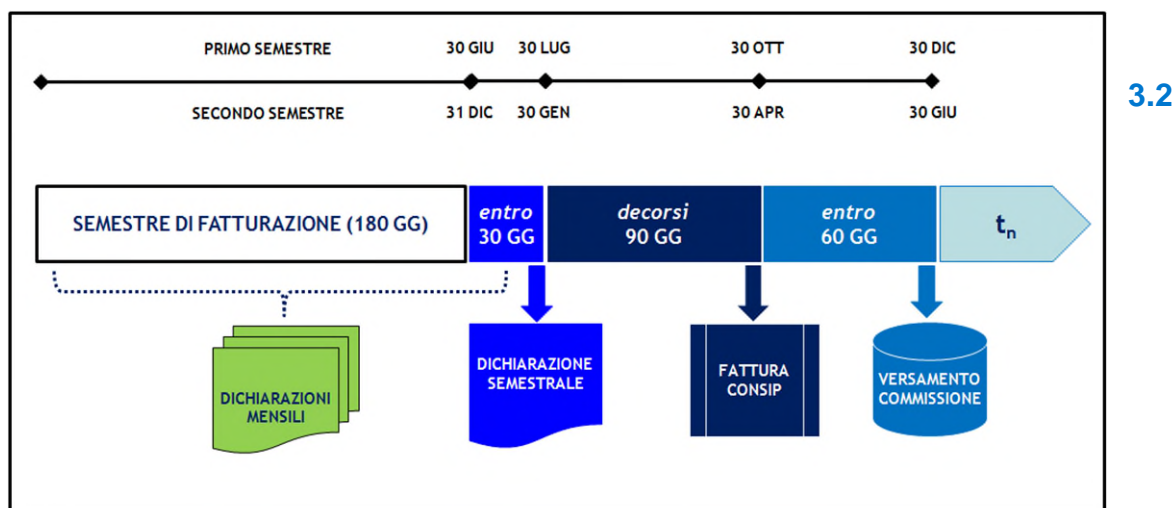 PRIMO SEMESTRE 30 GIU 30 LUG 30 OTT 30 DIC
SECONDO SEMESTRE 31 DIC 30 GEN 30 APR 30 GIU
3.2
SEMESTRE DI FATTURAZIONE (180 GG)
entro
30 GG
decorsi
90 GG
entro
60 GG
tn
DICHIARAZIONI
MENSILI
DICHIARAZIONE
SEMESTRALE
FATTURA
CONSIP
VERSAMENTO
COMMISSIONE